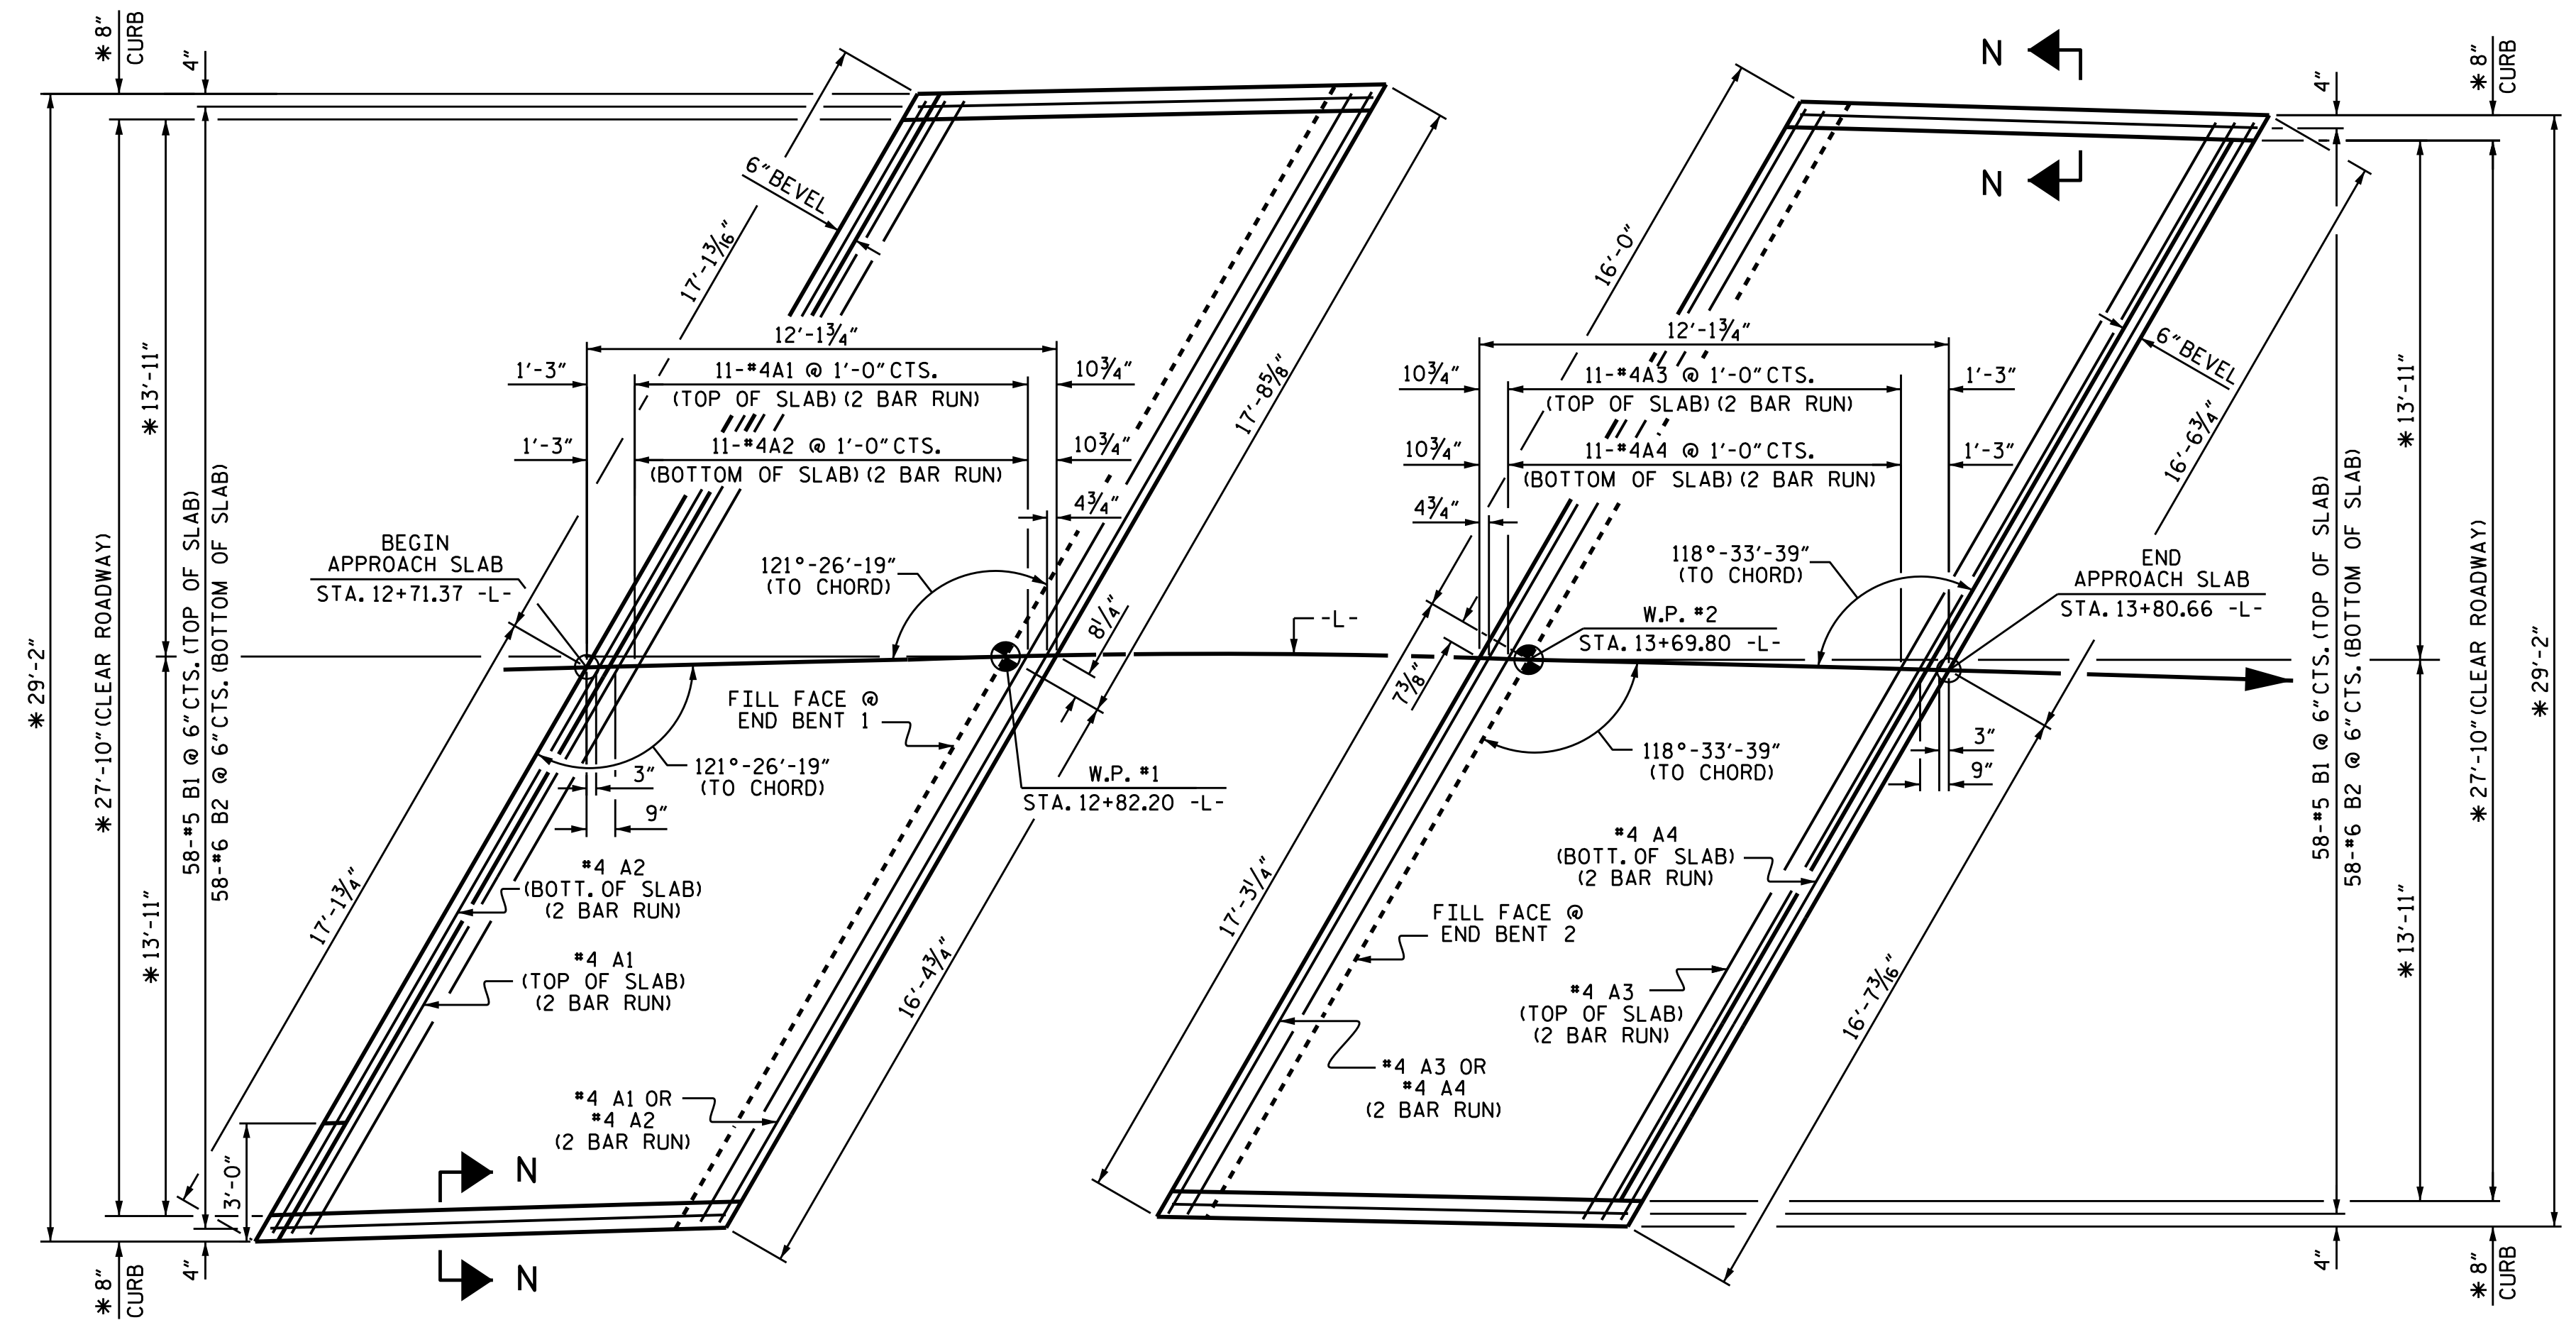 ✱ 8″
CURB
4″
✱ 29′-2″
✱ 27′-10″ (CLEAR ROADWAY)
✱ 13′-11″
✱ 13′-11″
58-#5 B1 @ 6″ CTS. (TOP OF SLAB)
58-#6 B2 @ 6″ CTS. (BOTTOM OF SLAB)
✱ 8″
CURB
4″
3′-0″
6″ BEVEL
17′-1 3/16″
17′-1 3/4″
12′-1 3/4″
1′-3″
11-#4A1 @ 1′-0″ CTS.
10 3/4″
(TOP OF SLAB) (2 BAR RUN)
1′-3″
11-#4A2 @ 1′-0″ CTS.
10 3/4″
(BOTTOM OF SLAB) (2 BAR RUN)
4 3/4″
17′-8 5/8″
BEGIN
APPROACH SLAB
STA. 12+71.37 -L-
121°-26′-19″
(TO CHORD)
8 1/4″
-L-
FILL FACE @
END BENT 1
121°-26′-19″
(TO CHORD)
3″
9″
W.P. #1
STA. 12+82.20 -L-
#4 A2
(BOTT. OF SLAB)
(2 BAR RUN)
#4 A1
(TOP OF SLAB)
(2 BAR RUN)
16′-4 3/4″
#4 A1 OR
#4 A2
(2 BAR RUN)
N
N
N
N
16′-0″
12′-1 3/4″
10 3/4″
11-#4A3 @ 1′-0″ CTS.
1′-3″
(TOP OF SLAB) (2 BAR RUN)
10 3/4″
11-#4A4 @ 1′-0″ CTS.
1′-3″
(BOTTOM OF SLAB) (2 BAR RUN)
4 3/4″
6″ BEVEL
16′-6 3/4″
118°-33′-39″
(TO CHORD)
W.P. #2
STA. 13+69.80 -L-
END
APPROACH SLAB
STA. 13+80.66 -L-
7 3/8″
118°-33′-39″
(TO CHORD)
3″
9″
#4 A4
(BOTT. OF SLAB)
(2 BAR RUN)
17′-3 1/4″
FILL FACE @
END BENT 2
#4 A3
(TOP OF SLAB)
(2 BAR RUN)
16′-7 3/16″
#4 A3 OR
#4 A4
(2 BAR RUN)
4″
✱ 8″
CURB
58-#5 B1 @ 6″ CTS. (TOP OF SLAB)
58-#6 B2 @ 6″ CTS. (BOTTOM OF SLAB)
✱ 13′-11″
✱ 13′-11″
✱ 27′-10″ (CLEAR ROADWAY)
✱ 29′-2″
4″
✱ 8″
CURB